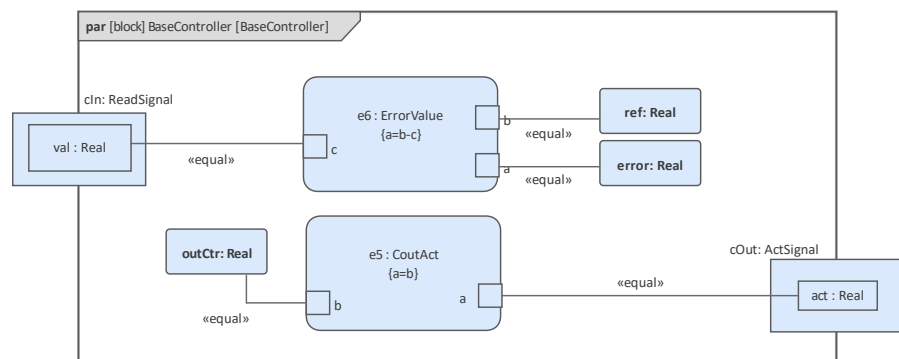 par [block] BaseController [BaseController]
cIn: ReadSignal
val : Real
«equal»
e6 : ErrorValue
{a=b-c}
c
b
a
«equal»
«equal»
ref: Real
error: Real
outCtr: Real
«equal»
e5 : CoutAct
{a=b}
b
a
«equal»
cOut: ActSignal
act : Real